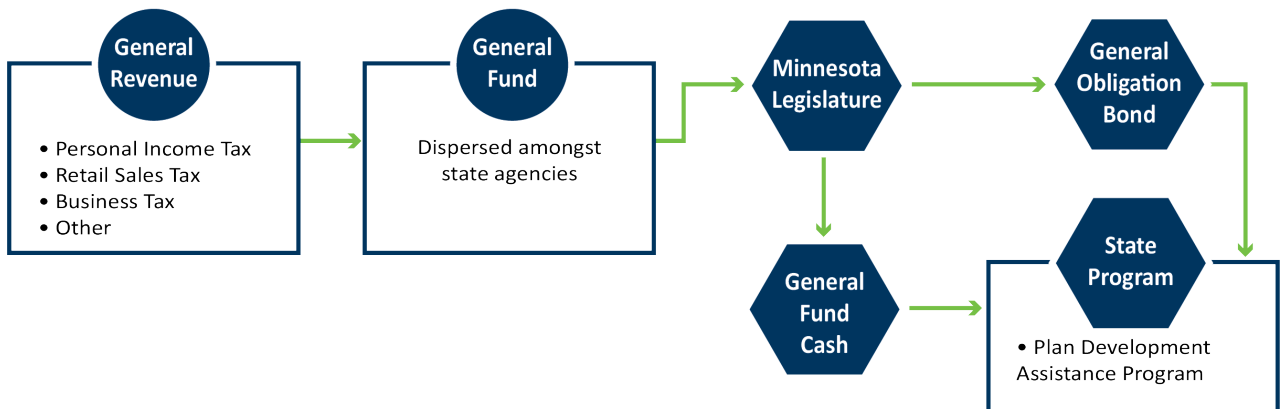 General
Revenue
• Personal Income Tax
• Retail Sales Tax
• Business Tax
• Other
General
Fund
Dispersed amongst
state agencies
Minnesota
Legislature
General
Obligation
Bond
General
Fund
Cash
State
Program
• Plan Development
Assistance Program